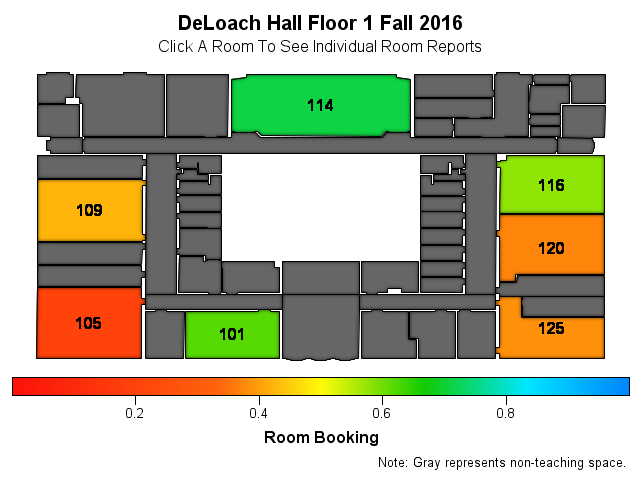 DeLoach Hall Floor 1 Fall 2016
Click A Room To See Individual Room Reports
114
116
109
120
105
101
125
0.2 0.4 0.6 0.8
Room Booking
Note: Gray represents non-teaching space.